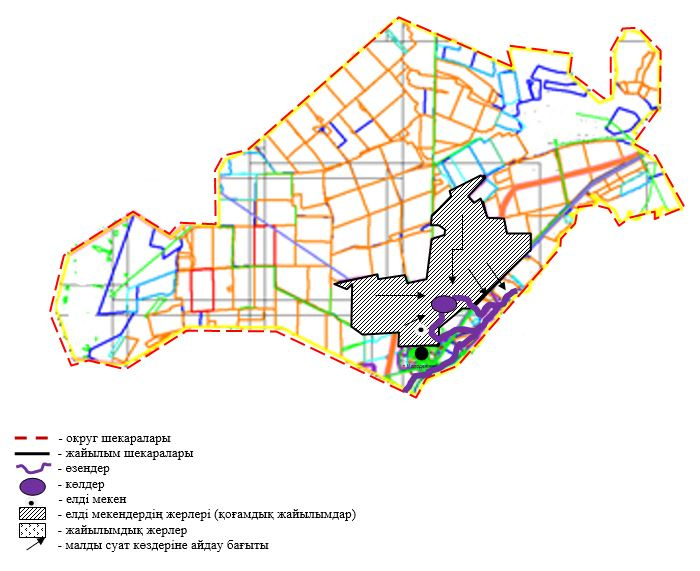 - округ шекаралары
- жайылым шекаралары
- өзендер
- көлдер
- елді мекен
- елді мекендердің жерлері (қоғамдық жайылымдар)
- жайылымдық жерлер
- малды суат көздеріне айдау бағыты